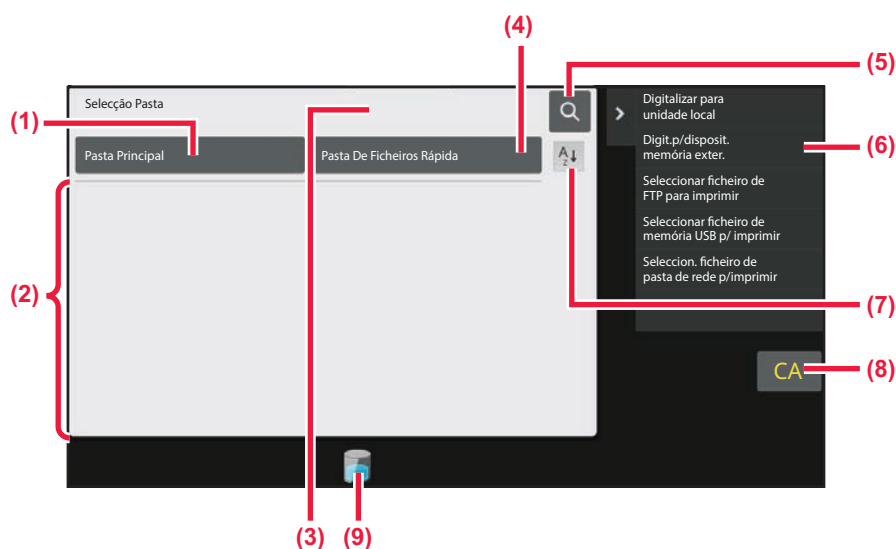 (4)
(5)
Selecção Pasta
Digitalizar para
unidade local
(1)
Pasta Principal
Pasta De Ficheiros Rápida
A
Z
Digit.p/disposit.
memória exter.
(6)
Seleccionar ficheiro de
FTP para imprimir
Seleccionar ficheiro de
memória USB p/ imprimir
Seleccion. ficheiro de
pasta de rede p/imprimir
(2)
(7)
CA
(8)
(3)
(9)